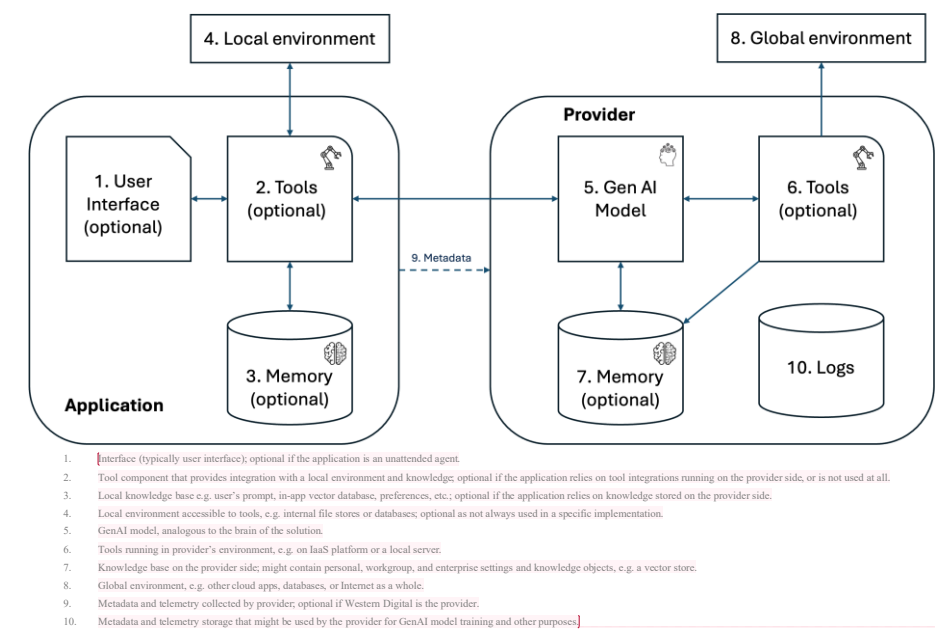 4. Local environment
8. Global environment
Provider
1. User
Interface
(optional)
2. Tools
(optional)
5. Gen AI
Model
6. Tools
(optional)
9. Metadata
3. Memory
(optional)
7. Memory
(optional)
10. Logs
Application
1. Interface (typically user interface); optional if the application is an unattended agent.
2. Tool component that provides integration with a local environment and knowledge; optional if the application relies on tool integrations running on the provider side, or is not used at all.
3. Local knowledge base e.g. user's prompt, in-app vector database, preferences, etc.; optional if the application relies on knowledge stored on the provider side.
4. Local environment accessible to tools, e.g. internal file stores or databases; optional as not always used in a specific implementation.
5. GenAI model, analogous to the brain of the solution.
6. Tools running in provider's environment, e.g. on IaaS platform or a local server.
7. Knowledge base on the provider side; might contain personal, workgroup, and enterprise settings and knowledge objects, e.g. a vector store.
8. Global environment, e.g. other cloud apps, databases, or Internet as a whole.
9. Metadata and telemetry collected by provider; optional if Western Digital is the provider.
10. Metadata and telemetry storage that might be used by the provider for GenAI model training and other purposes.